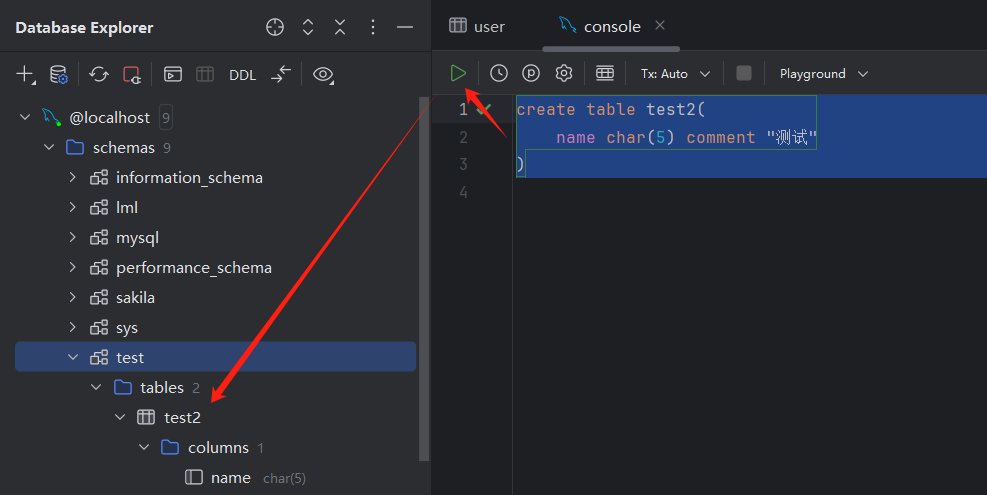 Database Explorer
DDL
@localhost 9
schemas 9
information_schema
lml
mysql
performance_schema
sakila
sys
test
tables 2
test2
columns 1
name char(5)
user
console
Tx: Auto
Playground
1 create table test2(
2 name char(5) comment "测试"
3 )
4